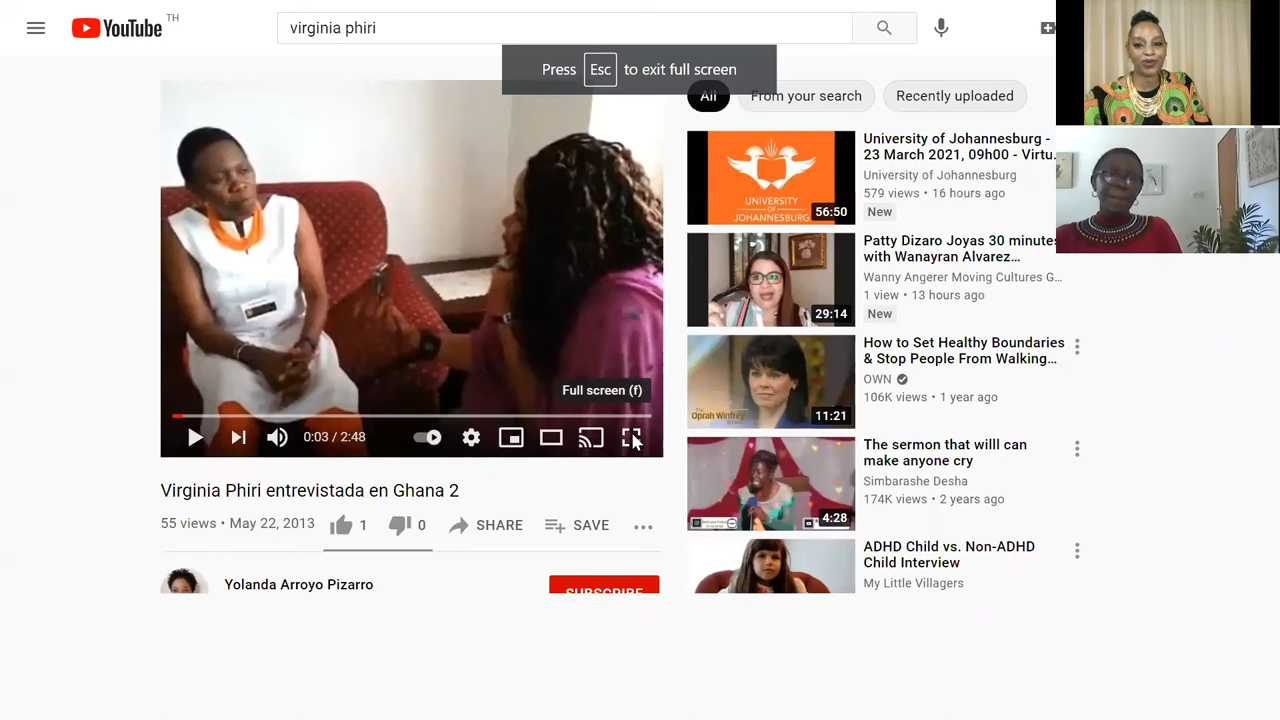 YouTube TH
virginia phiri
Press Esc to exit full screen
All
From your search
Recently uploaded
UNIVERSITY
OF
JOHANNESBURG
56:50
University of Johannesburg -
23 March 2021, 09h00 - Virtu...
University of Johannesburg
579 views • 16 hours ago
New
29:14
Patty Dizaro Joyas 30 minutes
with Wanayran Alvarez...
Wanny Angerer Moving Cultures G...
1 view • 13 hours ago
New
Oprah Winfrey
11:21
How to Set Healthy Boundaries
& Stop People From Walking...
OWN
106K views • 1 year ago
4:28
The sermon that willl can
make anyone cry
Simbarashe Desha
174K views • 2 years ago
ADHD Child vs. Non-ADHD
Child Interview
My Little Villagers
Full screen (f)
0:03 / 2:48
Virginia Phiri entrevistada en Ghana 2
55 views • May 22, 2013
1
0
SHARE
SAVE
Yolanda Arroyo Pizarro
SUBSCRIBE